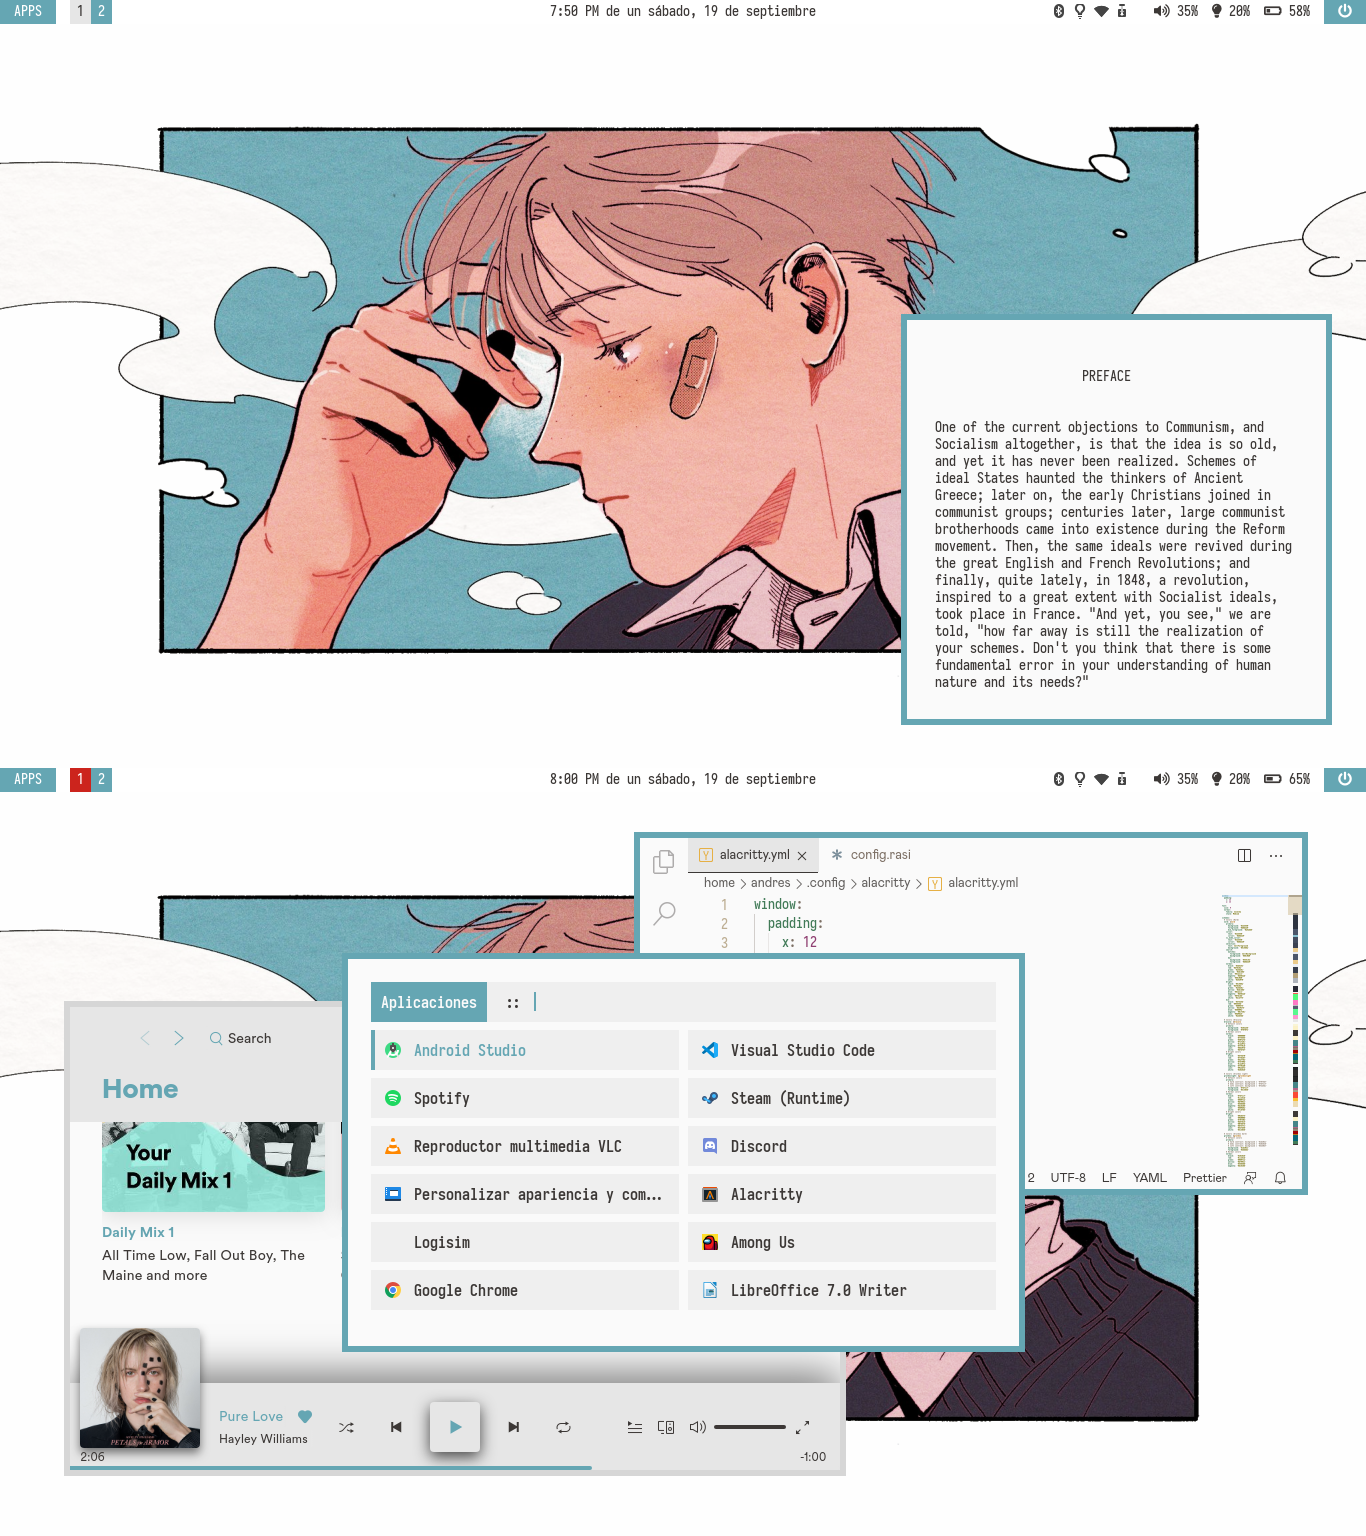 APPS 1 2 7:50 PM de un sábado, 19 de septiembre 35% 20% 58%
PREFACE
One of the current objections to Communism, and
Socialism altogether, is that the idea is so old,
and yet it has never been realized. Schemes of
ideal States haunted the thinkers of Ancient
Greece; later on, the early Christians joined in
communist groups; centuries later, large communist
brotherhoods came into existence during the Reform
movement. Then, the same ideals were revived during
the great English and French Revolutions; and
finally, quite lately, in 1848, a revolution,
inspired to a great extent with Socialist ideals,
took place in France. "And yet, you see," we are
told, "how far away is still the realization of
your schemes. Don't you think that there is some
fundamental error in your understanding of human
nature and its needs?"
APPS 1 2 8:00 PM de un sábado, 19 de septiembre 35% 20% 65%
alacritty.yml config.rasi
home > andres > .config > alacritty > alacritty.yml
1 window:
2 padding:
3 x: 12
2 UTF-8 LF YAML Prettier
Aplicaciones ::
Android Studio Visual Studio Code
Spotify Steam (Runtime)
Reproductor multimedia VLC Discord
Personalizar apariencia y com... Alacritty
Logisim Among Us
Google Chrome LibreOffice 7.0 Writer
Search
Home
Your
Daily Mix 1
Daily Mix 1
All Time Low, Fall Out Boy, The
Maine and more
PETALS for ARMOR
Pure Love
Hayley Williams
2:06 -1:00